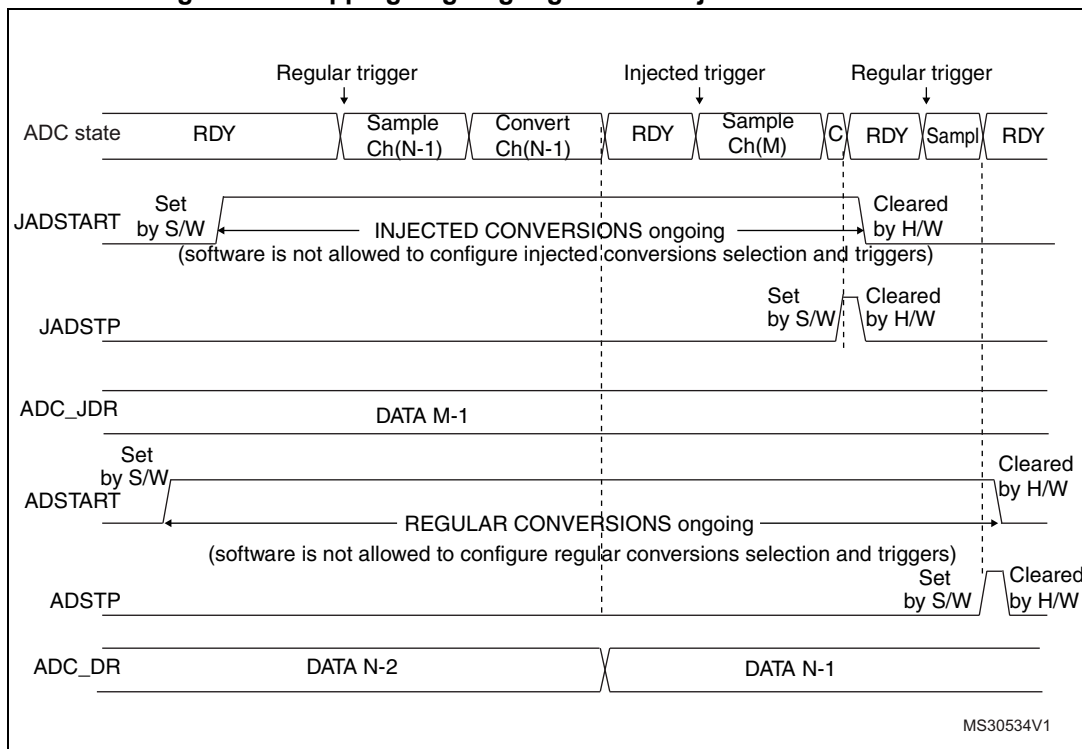 Regular trigger Injected trigger Regular trigger
ADC state RDY Sample Ch(N-1) Convert Ch(N-1) RDY Sample Ch(M) C RDY Sampl RDY
JADSTART Set by S/W Cleared by H/W
INJECTED CONVERSIONS ongoing
(software is not allowed to configure injected conversions selection and triggers)
JADSTP Set by S/W Cleared by H/W
ADC_JDR DATA M-1
ADSTART Set by S/W Cleared by H/W
REGULAR CONVERSIONS ongoing
(software is not allowed to configure regular conversions selection and triggers)
ADSTP Set by S/W Cleared by H/W
ADC_DR DATA N-2 DATA N-1
MS30534V1